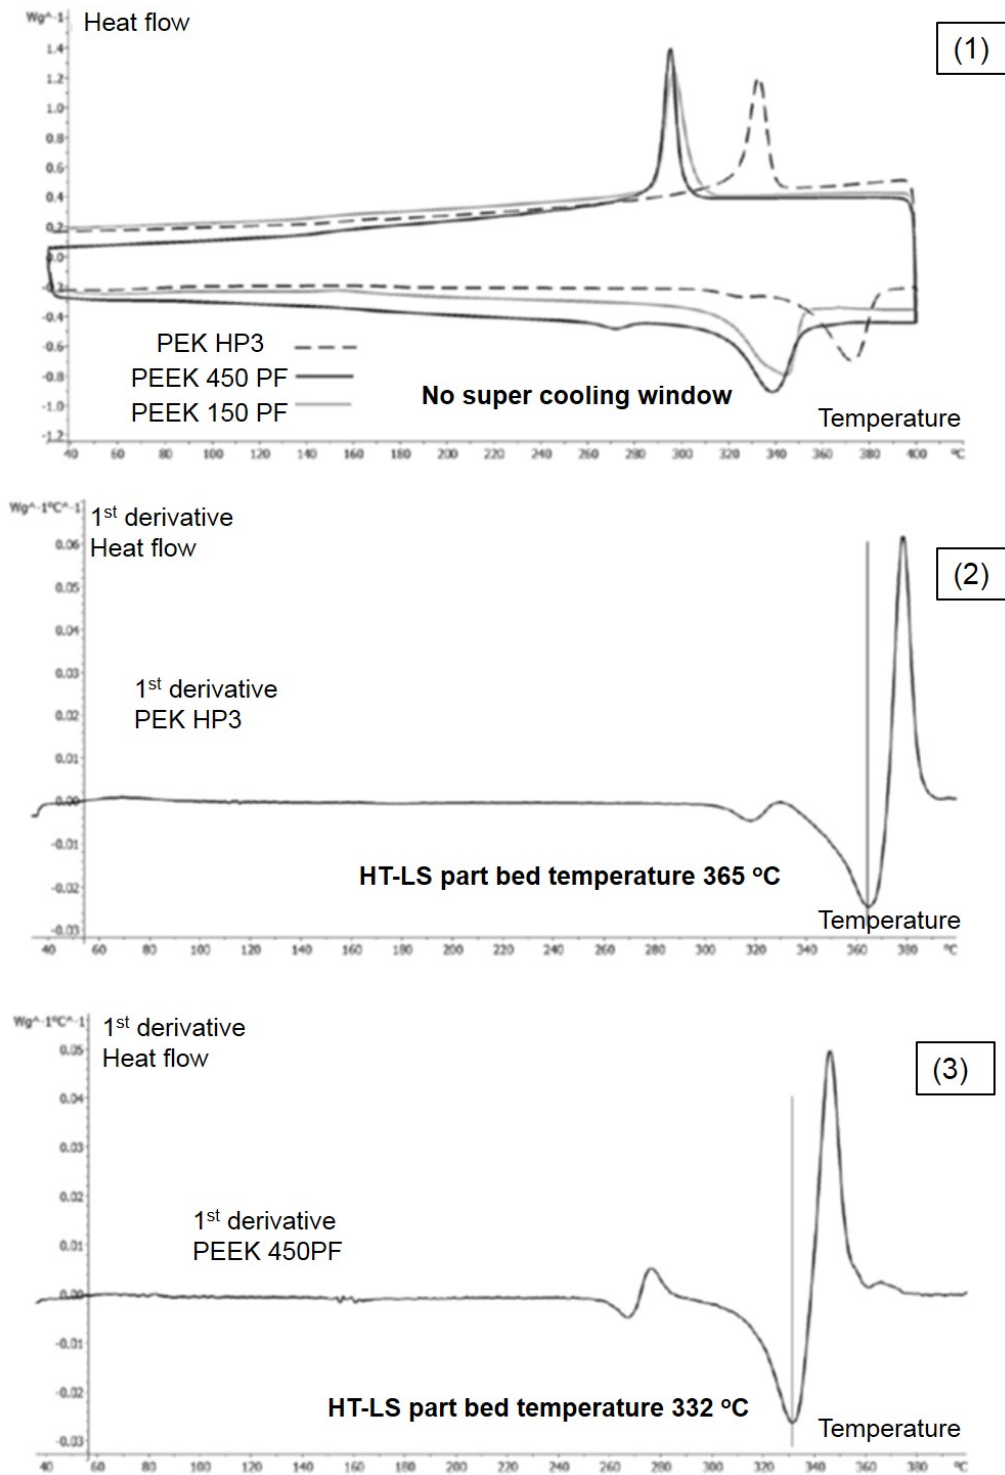 Wg^-1
Heat flow
(1)
1.4
1.2
1.0
0.8
0.6
0.4
0.2
0.0
-0.2
-0.4
-0.6
-0.8
-1.0
-1.2
PEK HP3
PEEK 450 PF
PEEK 150 PF
No super cooling window
Temperature
40 60 80 100 120 140 160 180 200 220 240 260 280 300 320 340 360 380 400 °C
Wg^-1°C^-1
1st derivative
Heat flow
(2)
0.06
0.05
0.04
0.03
0.02
0.01
0.00
-0.01
-0.02
-0.03
1st derivative
PEK HP3
HT-LS part bed temperature 365 °C
Temperature
40 60 80 100 120 140 160 180 200 220 240 260 280 300 320 340 360 380 °C
Wg^-1°C^-1
1st derivative
Heat flow
(3)
0.05
0.04
0.03
0.02
0.01
0.00
-0.01
-0.02
-0.03
1st derivative
PEEK 450PF
HT-LS part bed temperature 332 °C
Temperature
40 60 80 100 120 140 160 180 200 220 240 260 280 300 320 340 360 380 °C